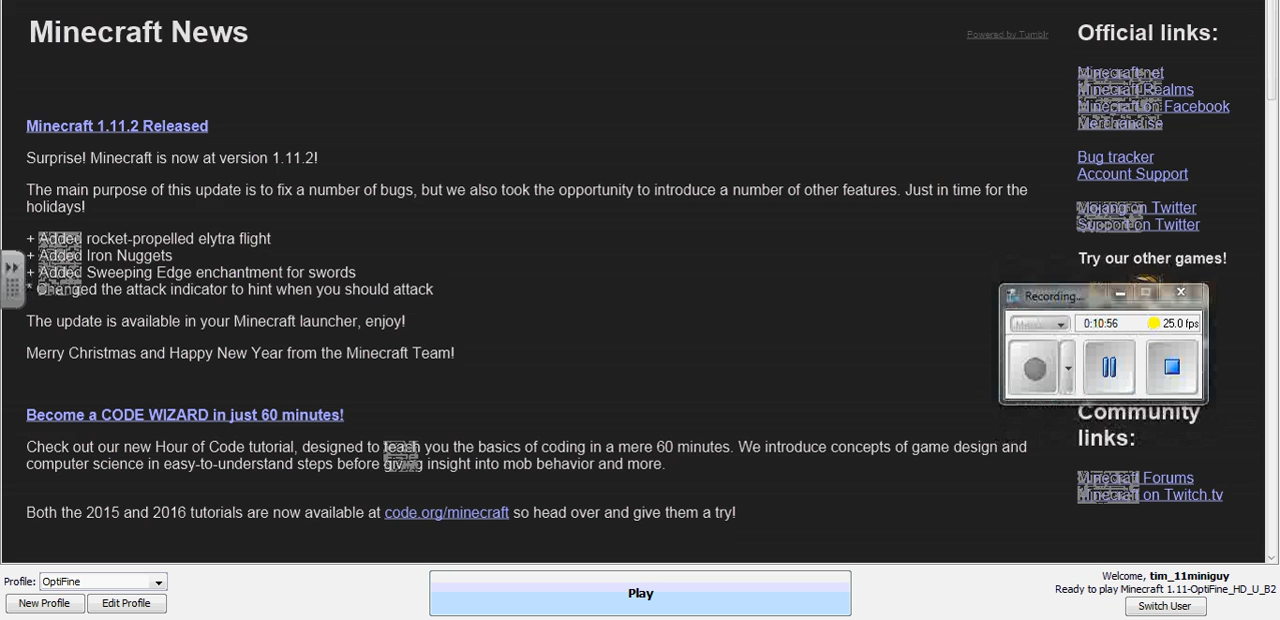 Minecraft News
Powered by Tumblr
Minecraft 1.11.2 Released
Surprise! Minecraft is now at version 1.11.2!
The main purpose of this update is to fix a number of bugs, but we also took the opportunity to introduce a number of other features. Just in time for the
holidays!
+ Added rocket-propelled elytra flight
+ Added Iron Nuggets
+ Added Sweeping Edge enchantment for swords
* Changed the attack indicator to hint when you should attack
The update is available in your Minecraft launcher, enjoy!
Merry Christmas and Happy New Year from the Minecraft Team!
Become a CODE WIZARD in just 60 minutes!
Check out our new Hour of Code tutorial, designed to teach you the basics of coding in a mere 60 minutes. We introduce concepts of game design and
computer science in easy-to-understand steps before giving insight into mob behavior and more.
Both the 2015 and 2016 tutorials are now available at code.org/minecraft so head over and give them a try!
Official links:
Minecraft.net
Minecraft Realms
Minecraft on Facebook
Merchandise
Bug tracker
Account Support
Mojang on Twitter
Support on Twitter
Try our other games!
Recording...
0:10:56
25.0 fps
Community
links:
Minecraft Forums
Minecraft on Twitch.tv
Profile: OptiFine
New Profile
Edit Profile
Play
Welcome, tim_11miniguy
Ready to play Minecraft 1.11-OptiFine_HD_U_B2
Switch User